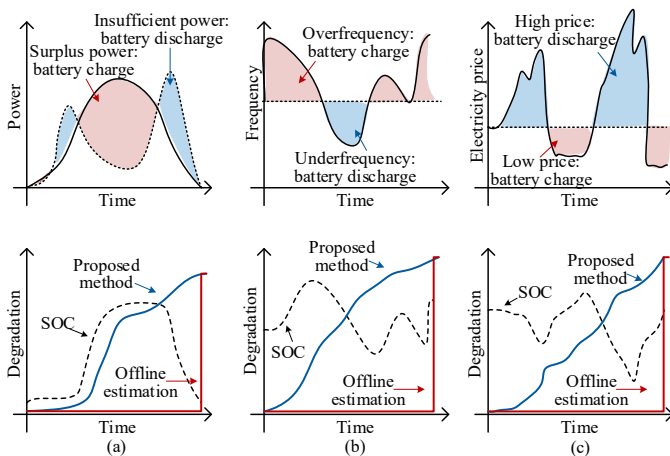 Power
Surplus power:
battery charge
Insufficient power:
battery discharge
Time
Frequency
Overfrequency:
battery charge
Underfrequency:
battery discharge
Time
Electricity price
High price:
battery discharge
Low price:
battery charge
Time
Degradation
Proposed
method
SOC
Offline
estimation
Time
(a)
Degradation
Proposed
method
SOC
Offline
estimation
Time
(b)
Degradation
SOC
Proposed
method
Offline
estimation
Time
(c)